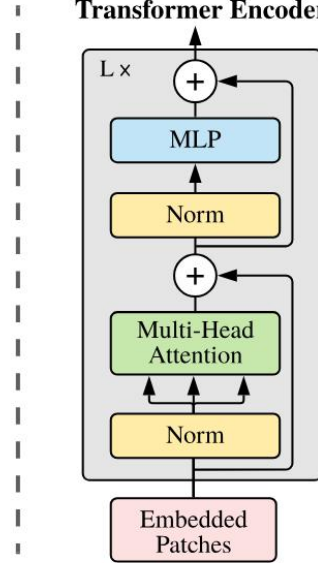 Transformer Encoder
L ×
+
MLP
Norm
+
Multi-Head
Attention
Norm
Embedded
Patches